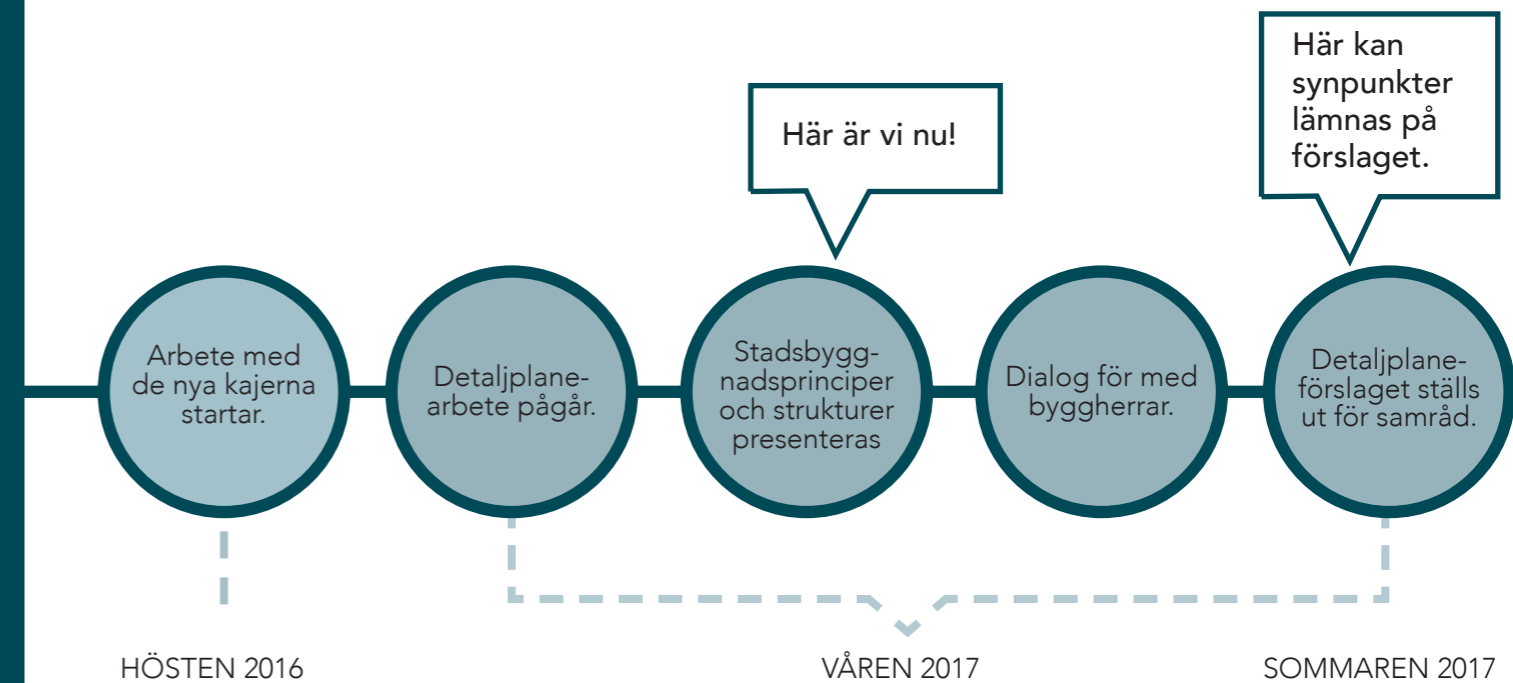 Här är vi nu!
Här kan
synpunkter
lämnas på
förslaget.
Arbete med
de nya kajerna
startar.
Detaljplane-
arbete pågår.
Stadsbygg-
nadsprinciper
och strukturer
presenteras
Dialog för med
byggherrar.
Detaljplane-
förslaget ställs
ut för samråd.
HÖSTEN 2016
VÅREN 2017
SOMMAREN 2017